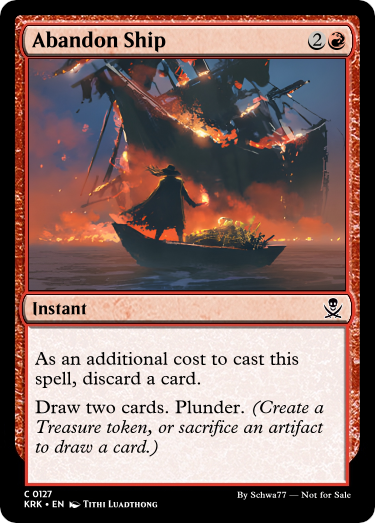 Abandon Ship 2
Instant
As an additional cost to cast this
spell, discard a card.
Draw two cards. Plunder. (Create a
Treasure token, or sacrifice an artifact
to draw a card.)
C 0127
KRK • EN Tithi Luadthong
By Schwa77 — Not for Sale